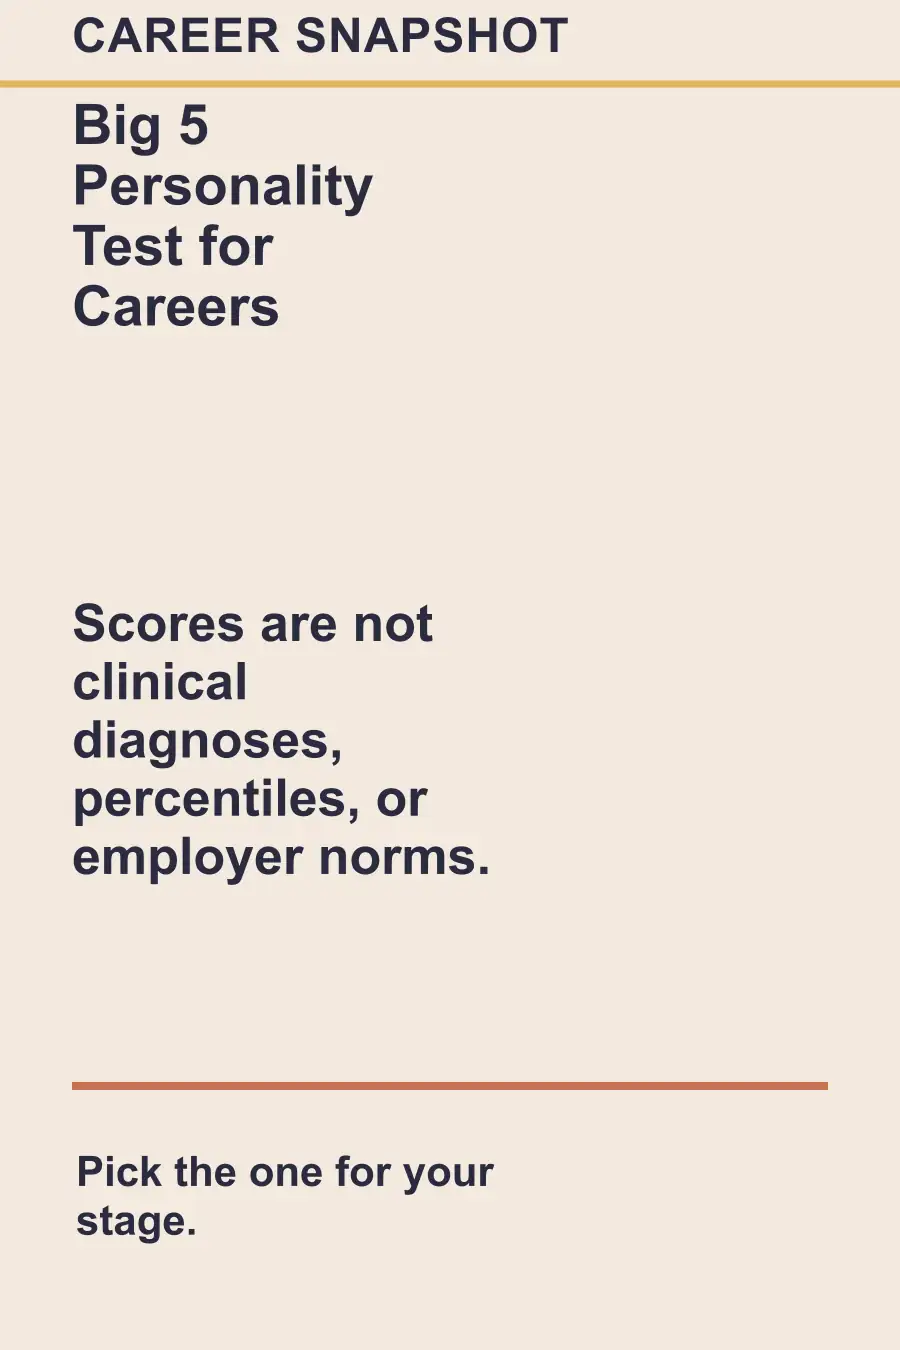 CAREER SNAPSHOT
Big 5
Personality
Test for
Careers
Scores are not
clinical
diagnoses,
percentiles, or
employer norms.
Pick the one for your
stage.